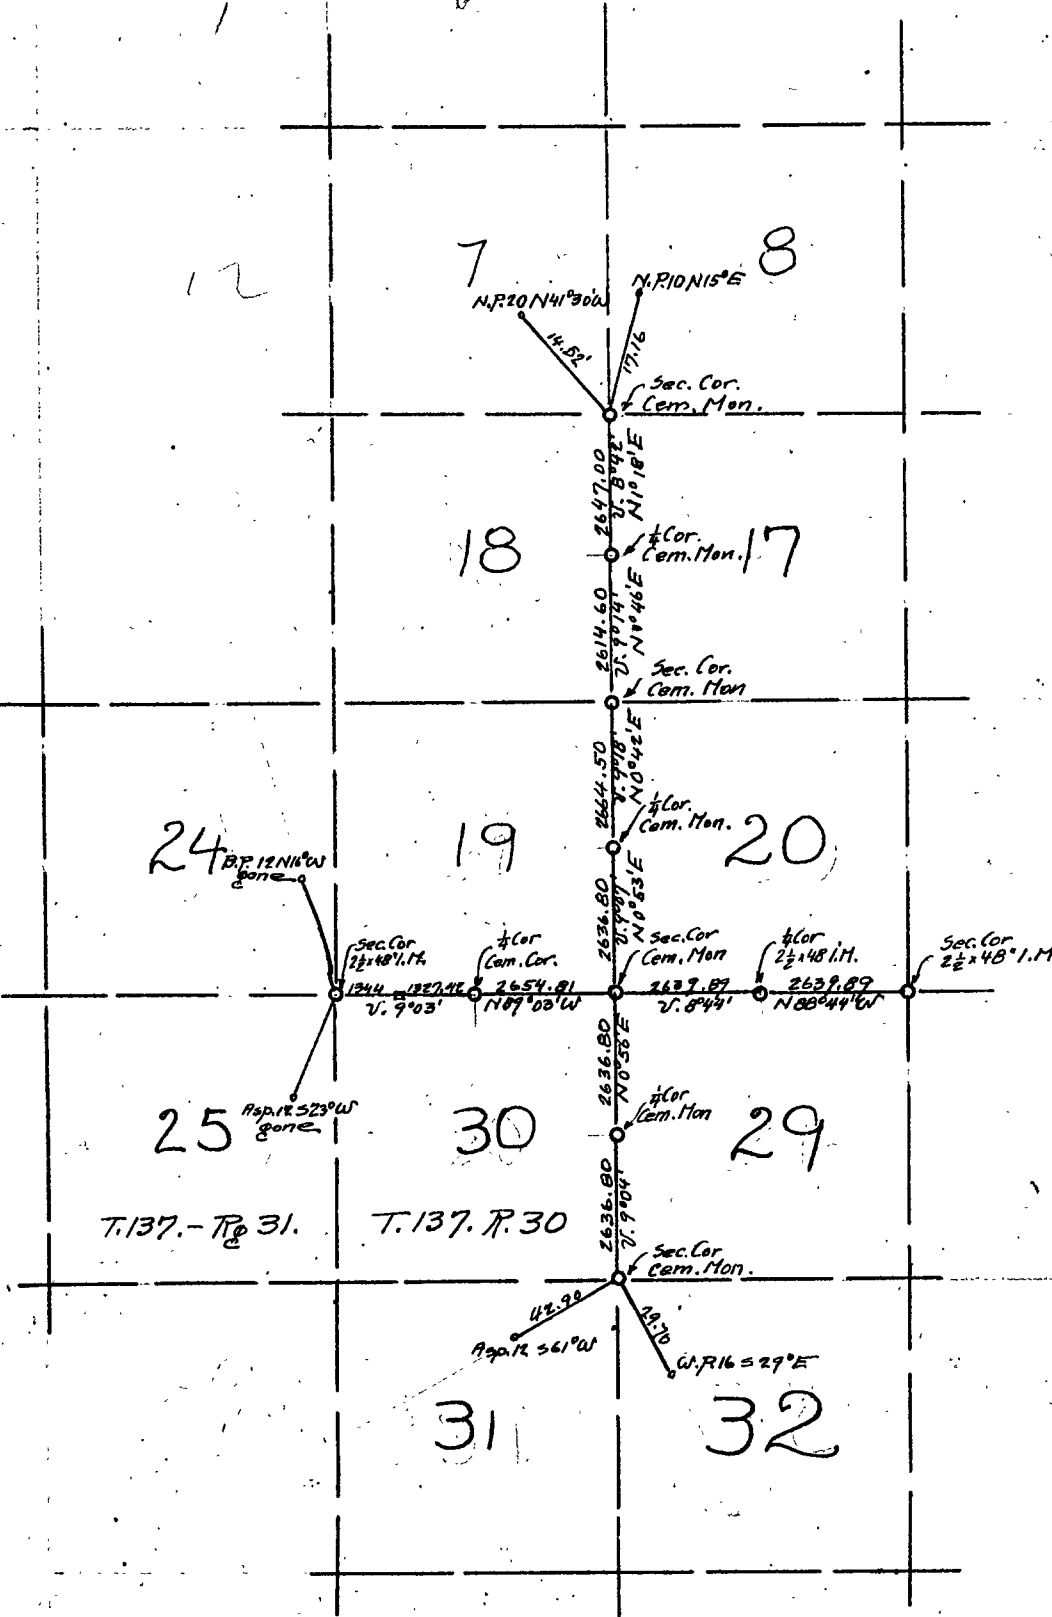 7
8
12
N.P.20 N41°30'W
N.P.10 N15°E
14.52'
17.16
Sec. Cor.
Cem. Mon.
2647.00
V. 8°42'
N1°18'E
18
17
¼ Cor.
Cem. Mon.
2614.60
V. 9°14'
N0°46'E
Sec. Cor.
Cem. Mon
2664.50
V. 9°18'
N0°42'E
¼ Cor.
Cem. Mon.
24
19
20
B.P. 12 N16°W
gone
2636.80
V. 9°07'
N0°53'E
Sec. Cor
2½ x 48" I.M.
¼ Cor
Cem. Cor.
Sec. Cor
Cem. Mon
¼ Cor
2½ x 48 I.M.
Sec. Cor
2½ x 48" I.M
1344
1327.42
2654.81
2639.89
2639.89
V. 9°03'
N89°03'W
V. 8°44'
N88°44'W
2636.80
N0°56'E
25
Asp. 12 S23°W
gone
30
¼ Cor
Cem. Mon
29
2636.80
V. 9°04'
T.137.- R 31.
T.137. R.30
Sec. Cor
Cem. Mon.
42.90
29.70
Asp. 12 S61°W
W.P.16 S29°E
31
32